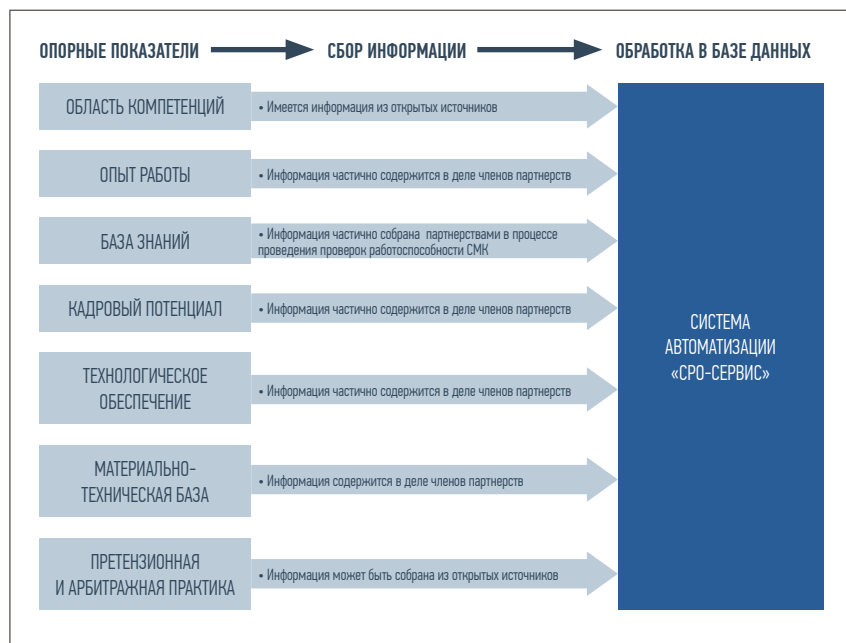 ОПОРНЫЕ ПОКАЗАТЕЛИ
СБОР ИНФОРМАЦИИ
ОБРАБОТКА В БАЗЕ ДАННЫХ
ОБЛАСТЬ КОМПЕТЕНЦИЙ
• Имеется информация из открытых источников
ОПЫТ РАБОТЫ
• Информация частично содержится в деле членов партнерств
БАЗА ЗНАНИЙ
• Информация частично собрана партнерствами в процессе
проведения проверок работоспособности СМК
КАДРОВЫЙ ПОТЕНЦИАЛ
• Информация частично содержится в деле членов партнерств
ТЕХНОЛОГИЧЕСКОЕ
ОБЕСПЕЧЕНИЕ
• Информация частично содержится в деле членов партнерств
МАТЕРИАЛЬНО-
ТЕХНИЧЕСКАЯ БАЗА
• Информация содержится в деле членов партнерств
ПРЕТЕНЗИОННАЯ
И АРБИТРАЖНАЯ ПРАКТИКА
• Информация может быть собрана из открытых источников
СИСТЕМА
АВТОМАТИЗАЦИИ
«СРО-СЕРВИС»